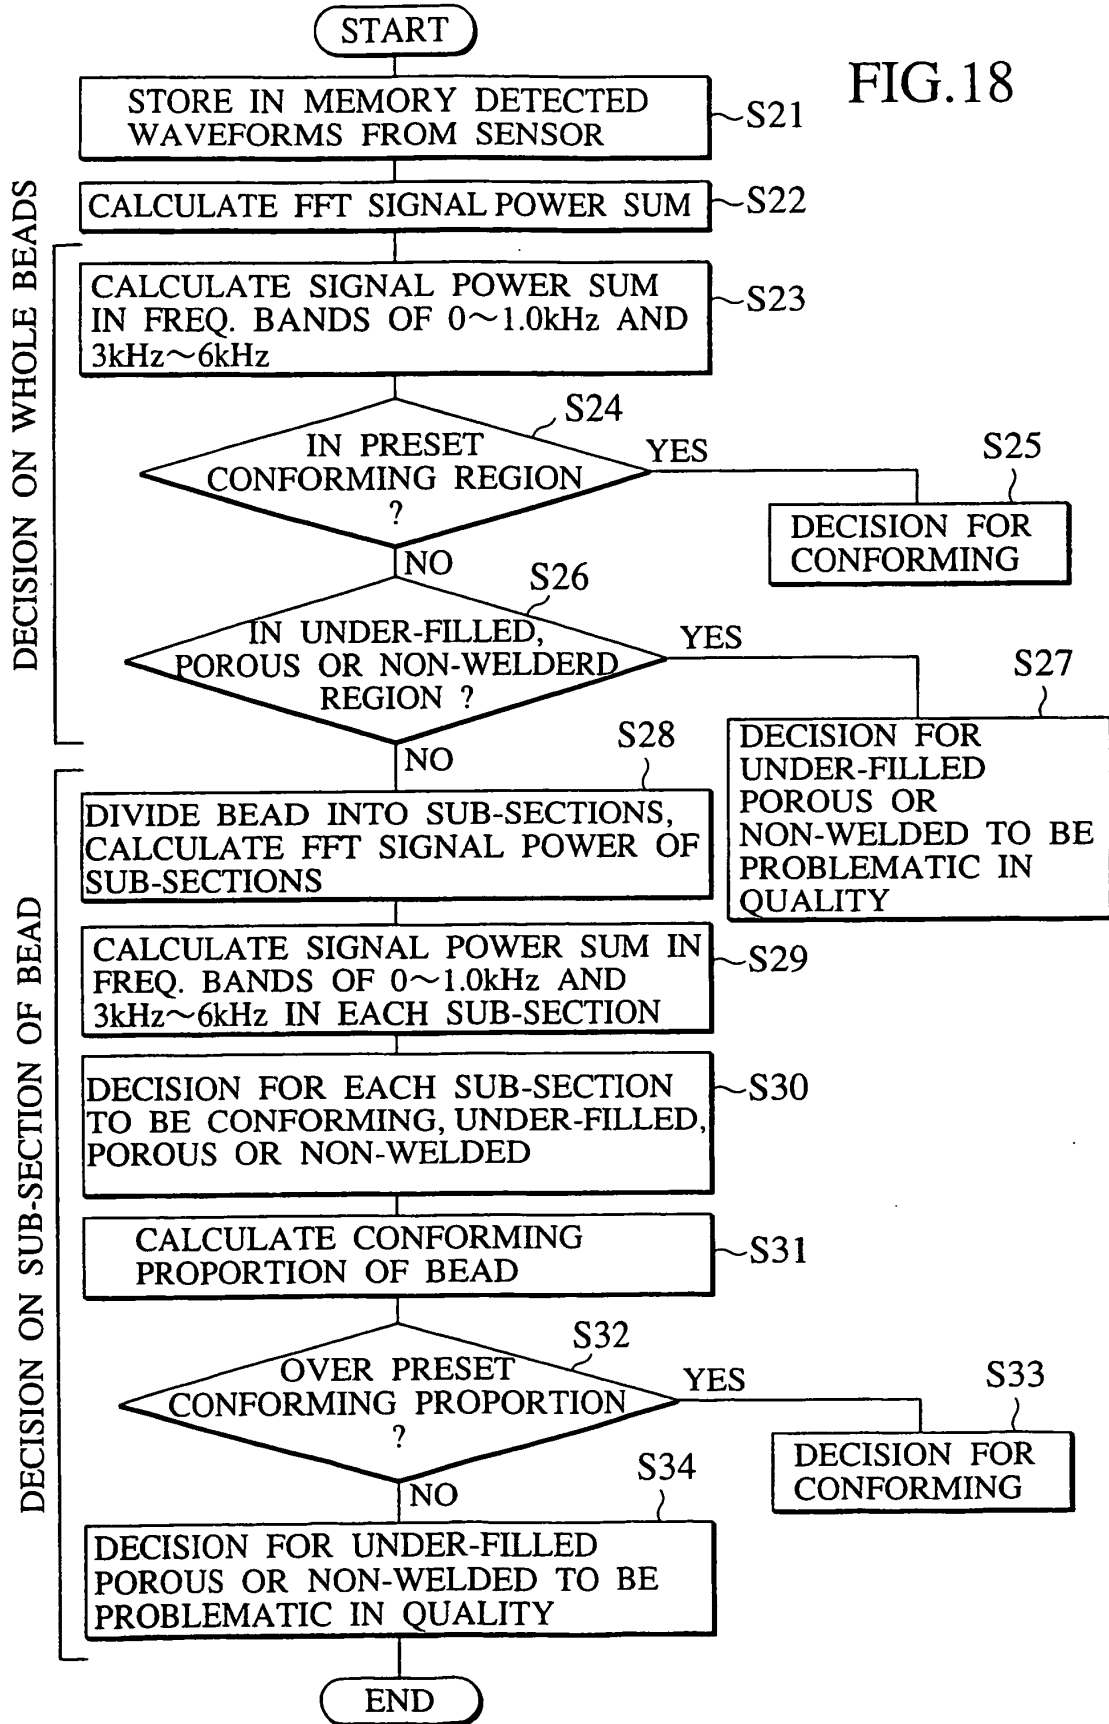 START
FIG.18
STORE IN MEMORY DETECTED
WAVEFORMS FROM SENSOR
S21
CALCULATE FFT SIGNAL POWER SUM
S22
DECISION ON WHOLE BEADS
CALCULATE SIGNAL POWER SUM
IN FREQ. BANDS OF 0~1.0kHz AND
3kHz~6kHz
S23
S24
IN PRESET
CONFORMING REGION
?
YES
S25
DECISION FOR
CONFORMING
NO
S26
IN UNDER-FILLED,
POROUS OR NON-WELDERD
REGION ?
YES
S27
DECISION FOR
UNDER-FILLED
POROUS OR
NON-WELDED TO BE
PROBLEMATIC IN
QUALITY
NO
S28
DECISION ON SUB-SECTION OF BEAD
DIVIDE BEAD INTO SUB-SECTIONS,
CALCULATE FFT SIGNAL POWER OF
SUB-SECTIONS
CALCULATE SIGNAL POWER SUM IN
FREQ. BANDS OF 0~1.0kHz AND
3kHz~6kHz IN EACH SUB-SECTION
S29
DECISION FOR EACH SUB-SECTION
TO BE CONFORMING, UNDER-FILLED,
POROUS OR NON-WELDED
S30
CALCULATE CONFORMING
PROPORTION OF BEAD
S31
S32
OVER PRESET
CONFORMING PROPORTION
?
YES
S33
DECISION FOR
CONFORMING
NO
S34
DECISION FOR UNDER-FILLED
POROUS OR NON-WELDED TO BE
PROBLEMATIC IN QUALITY
END